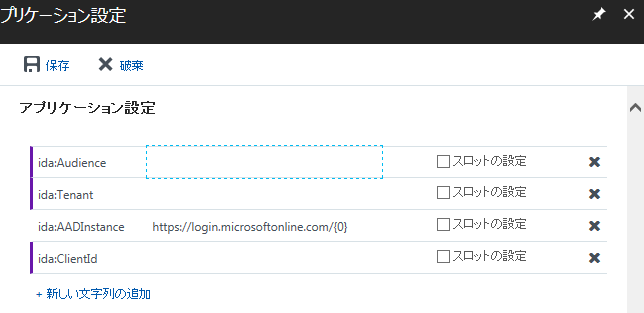 プリケーション設定
保存 破棄
アプリケーション設定
ida:Audience スロットの設定
ida:Tenant スロットの設定
ida:AADInstance https://login.microsoftonline.com/{0} スロットの設定
ida:ClientId スロットの設定
+ 新しい文字列の追加